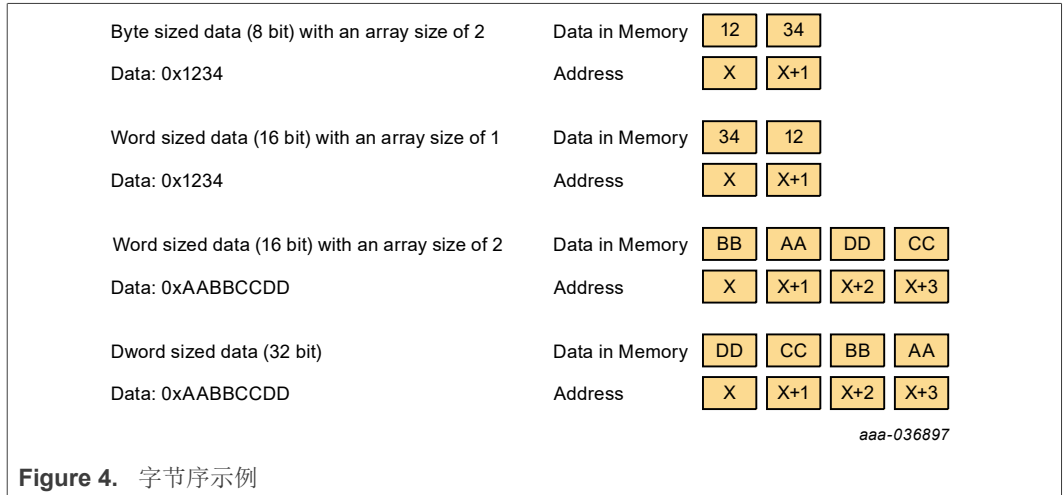 Byte sized data (8 bit) with an array size of 2 Data in Memory 12 34
Data: 0x1234 Address X X+1
Word sized data (16 bit) with an array size of 1 Data in Memory 34 12
Data: 0x1234 Address X X+1
Word sized data (16 bit) with an array size of 2 Data in Memory BB AA DD CC
Data: 0xAABBCCDD Address X X+1 X+2 X+3
Dword sized data (32 bit) Data in Memory DD CC BB AA
Data: 0xAABBCCDD Address X X+1 X+2 X+3
aaa-036897
Figure 4. 字节序示例